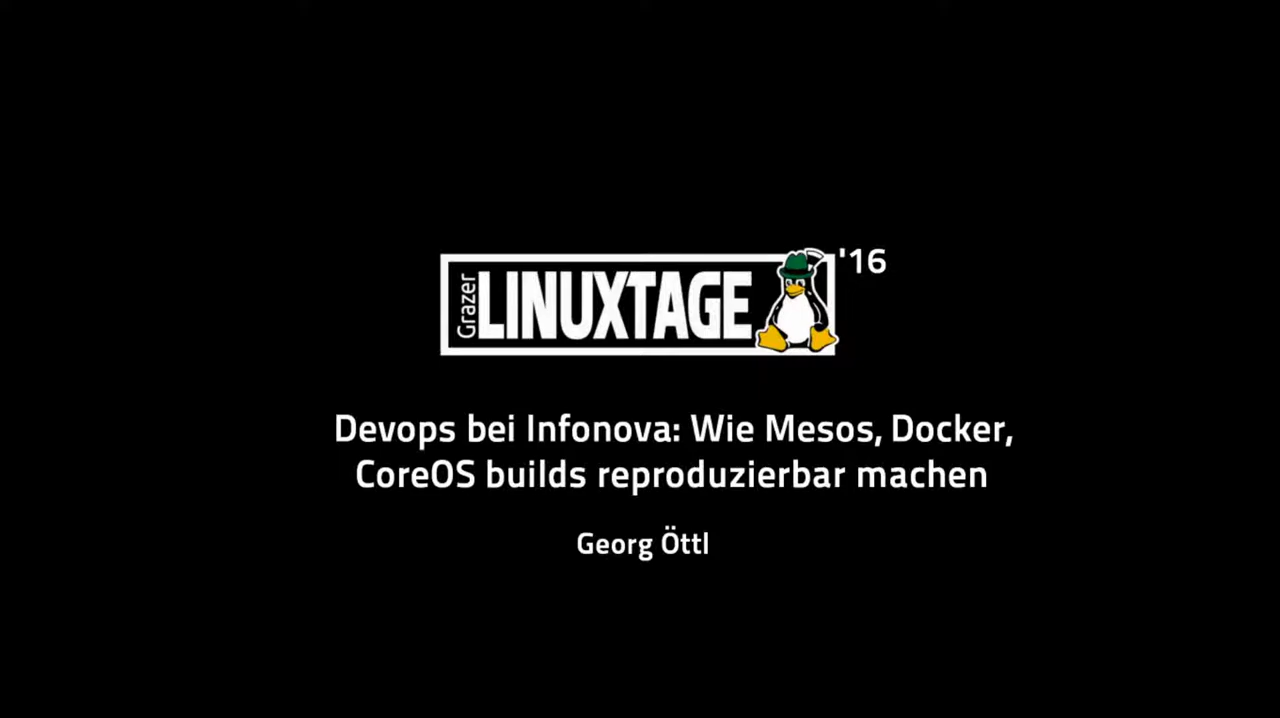 Grazer LINUXTAGE '16
Devops bei Infonova: Wie Mesos, Docker,
CoreOS builds reproduzierbar machen
Georg Öttl